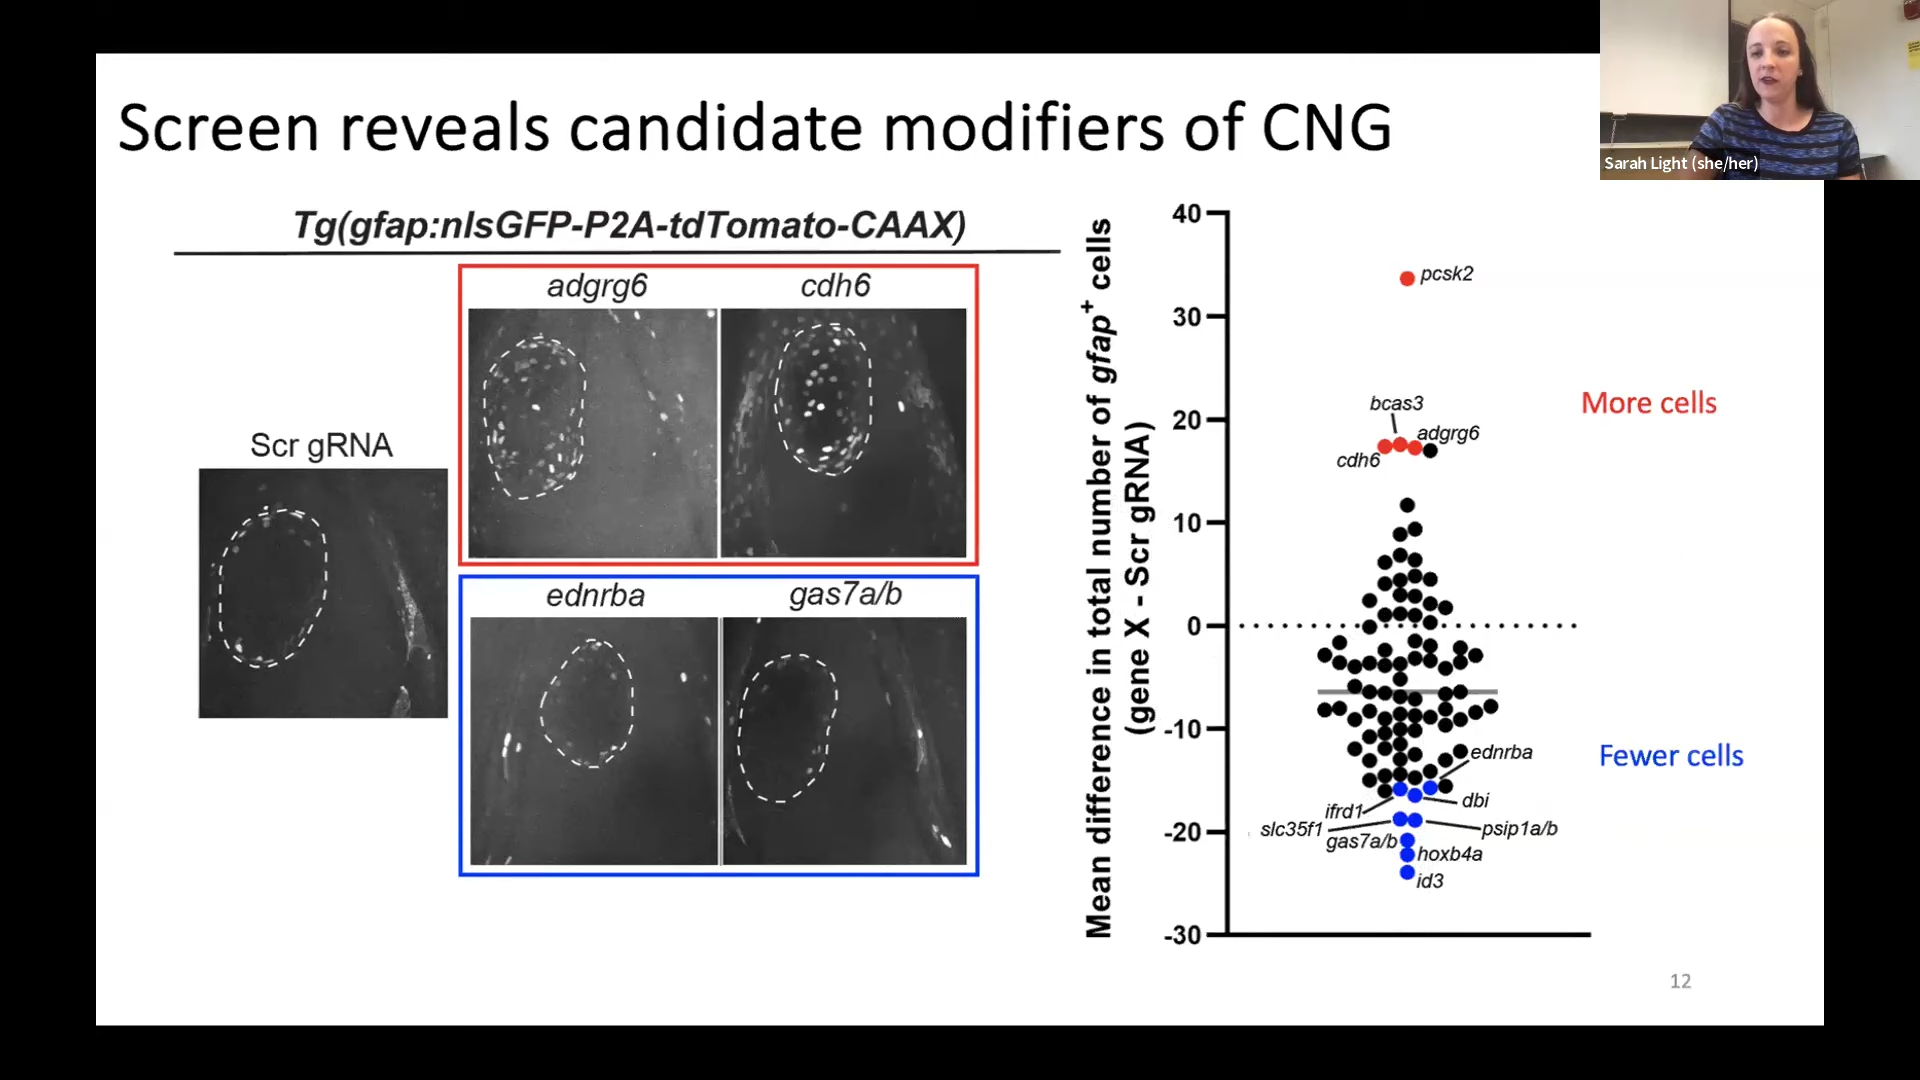 Screen reveals candidate modifiers of CNG
Sarah Light (she/her)
Tg(gfap:nlsGFP-P2A-tdTomato-CAAX)
adgrg6
cdh6
Scr gRNA
ednrba
gas7a/b
Mean difference in total number of gfap+ cells
(gene X - Scr gRNA)
40
30
20
10
0
-10
-20
-30
pcsk2
bcas3
adgrg6
cdh6
More cells
Fewer cells
ednrba
dbi
ifrd1
slc35f1
psip1a/b
gas7a/b
hoxb4a
id3
12